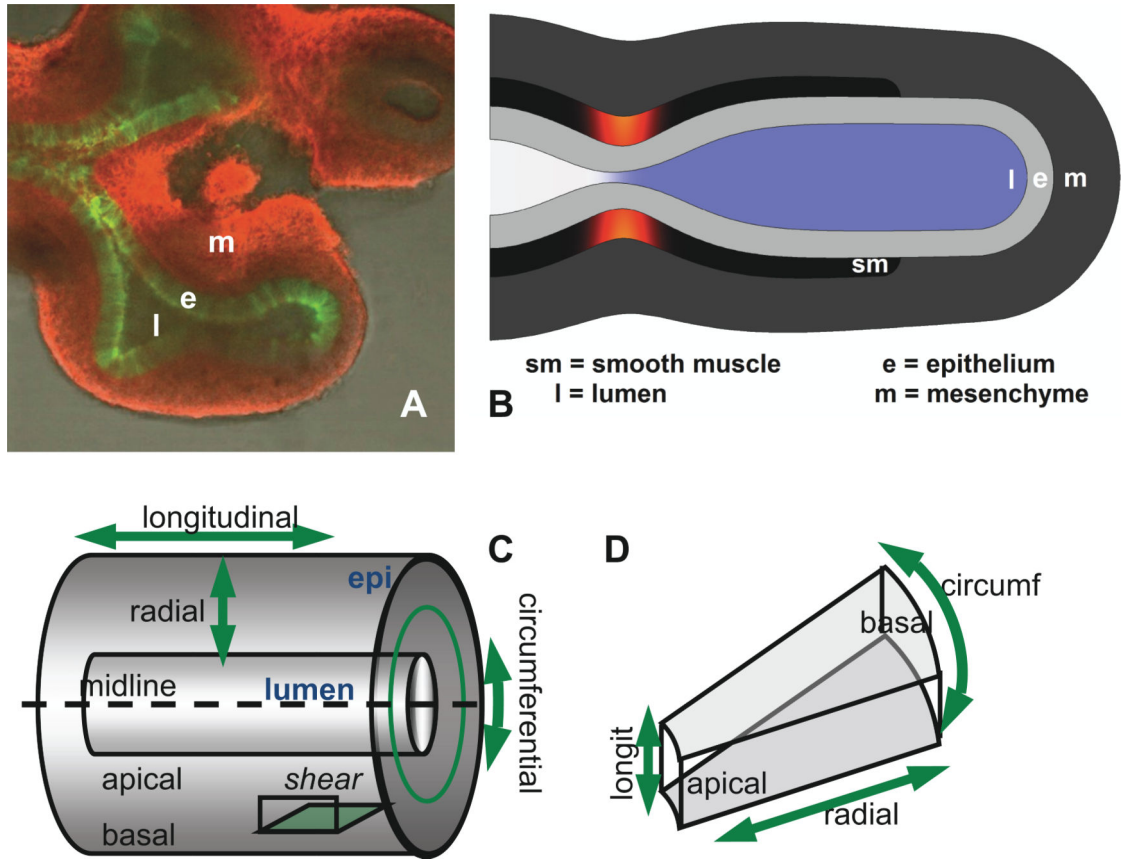 m
e
l
A
l e m
sm
sm = smooth muscle
e = epithelium
l = lumen
B
m = mesenchyme
longitudinal
C
epi
radial
midline
lumen
circumferential
apical
shear
basal
D
circumf
basal
longit
apical
radial